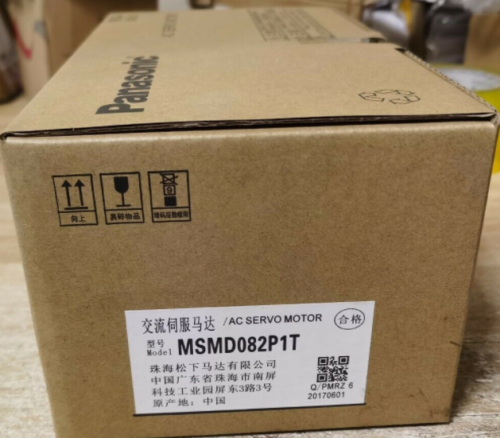 Panasonic
AC SERVO MOTOR
向上
易碎物品
交流伺服马达 /AC SERVO MOTOR 合格
型号
Model MSMD082P1T
珠海松下马达有限公司
中国广东省珠海市南屏
科技工业园屏东3路3号
原产地: 中国
Q/PMRZ 6
20170601